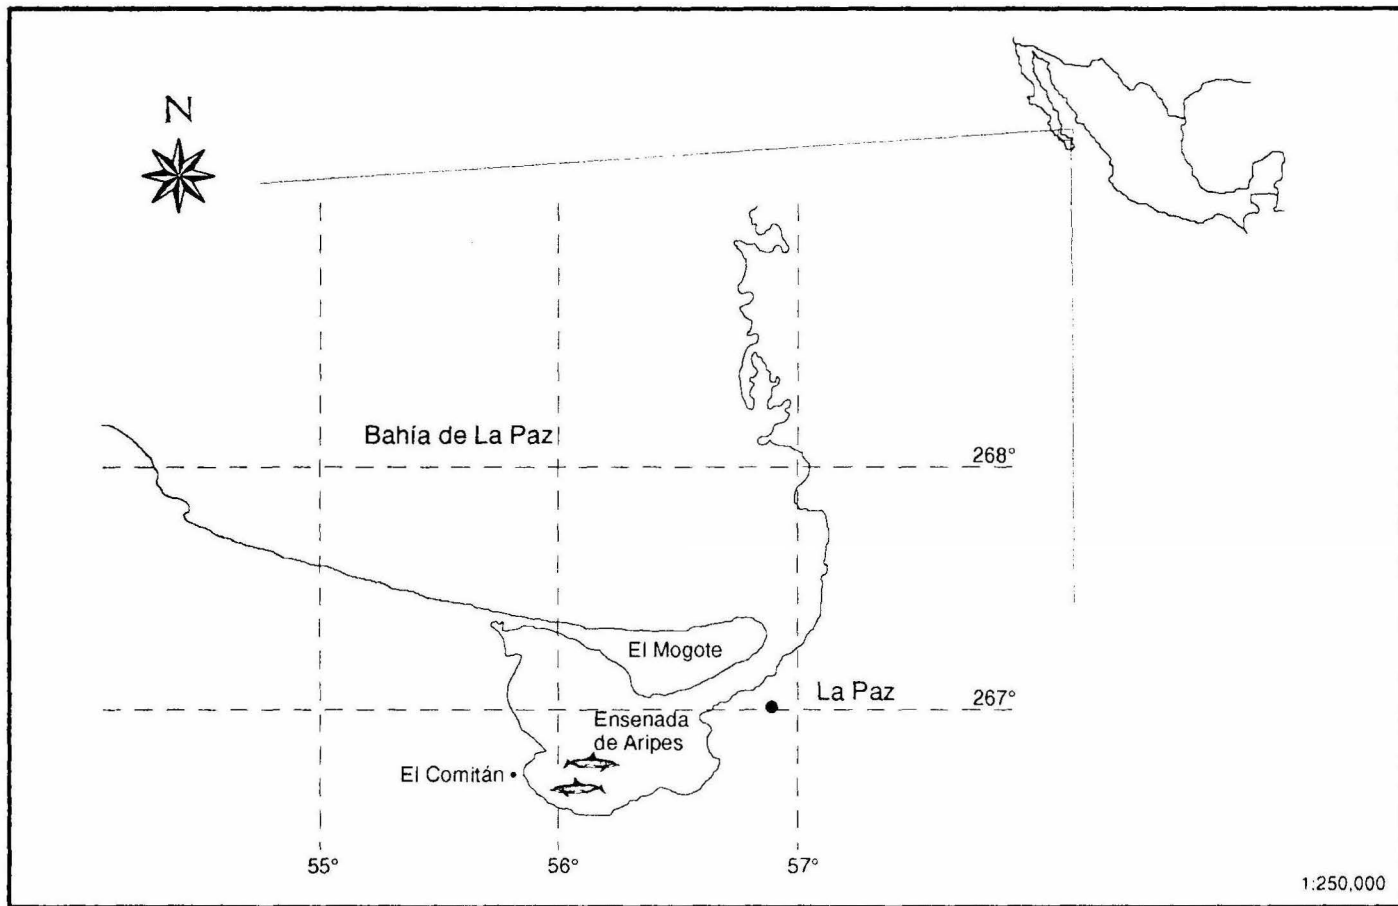 N
Bahía de La Paz
268°
El Mogote
La Paz
267°
Ensenada
de Aripes
El Comitán
55°
56°
57°
1:250,000